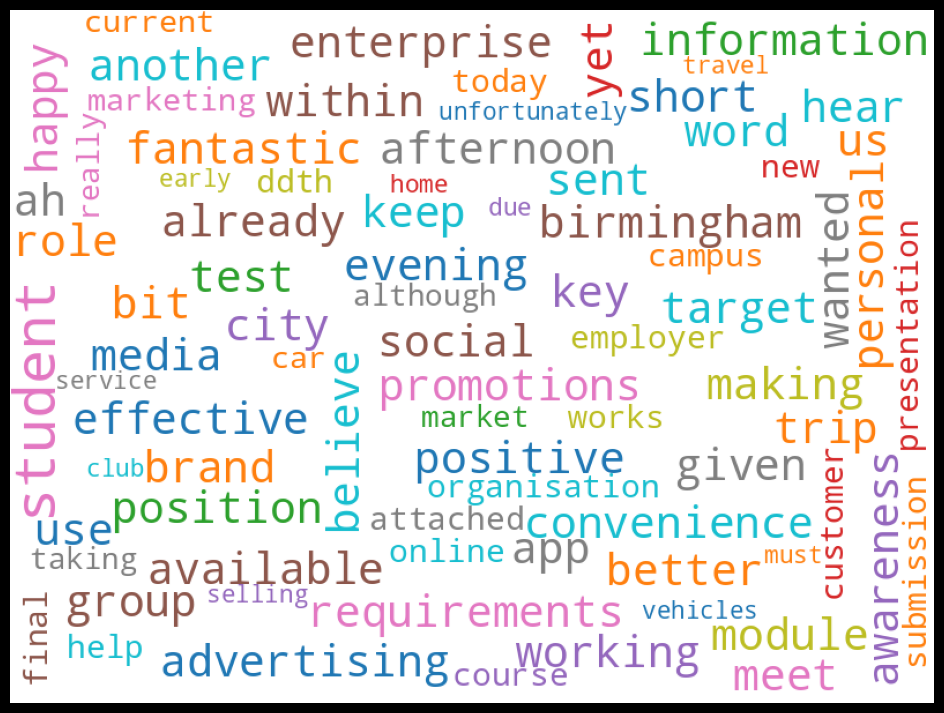 current
enterprise
yet
information
another
travel
happy
today
marketing
within
unfortunately
short
hear
word
us
really
fantastic
afternoon
new
early
ddth
home
sent
personal
ah
already
keep
due
birmingham
wanted
role
presentation
test
evening
campus
student
bit
although
key
target
city
social
employer
media
car
service
believe
promotions
making
effective
market
works
trip
club
brand
positive
given
customer
awareness
organisation
submission
position
use
attached
convenience
taking
available
online
app
better
must
final
group
selling
requirements
vehicles
help
advertising
course
working
module
meet